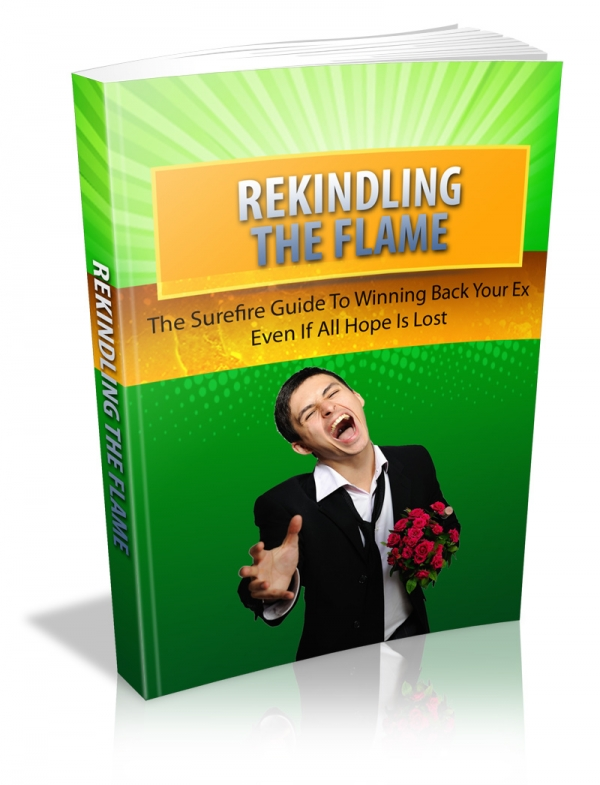 REKINDLING
THE FLAME
The Surefire Guide To Winning Back Your Ex
Even If All Hope Is Lost
REKINDLING THE FLAME